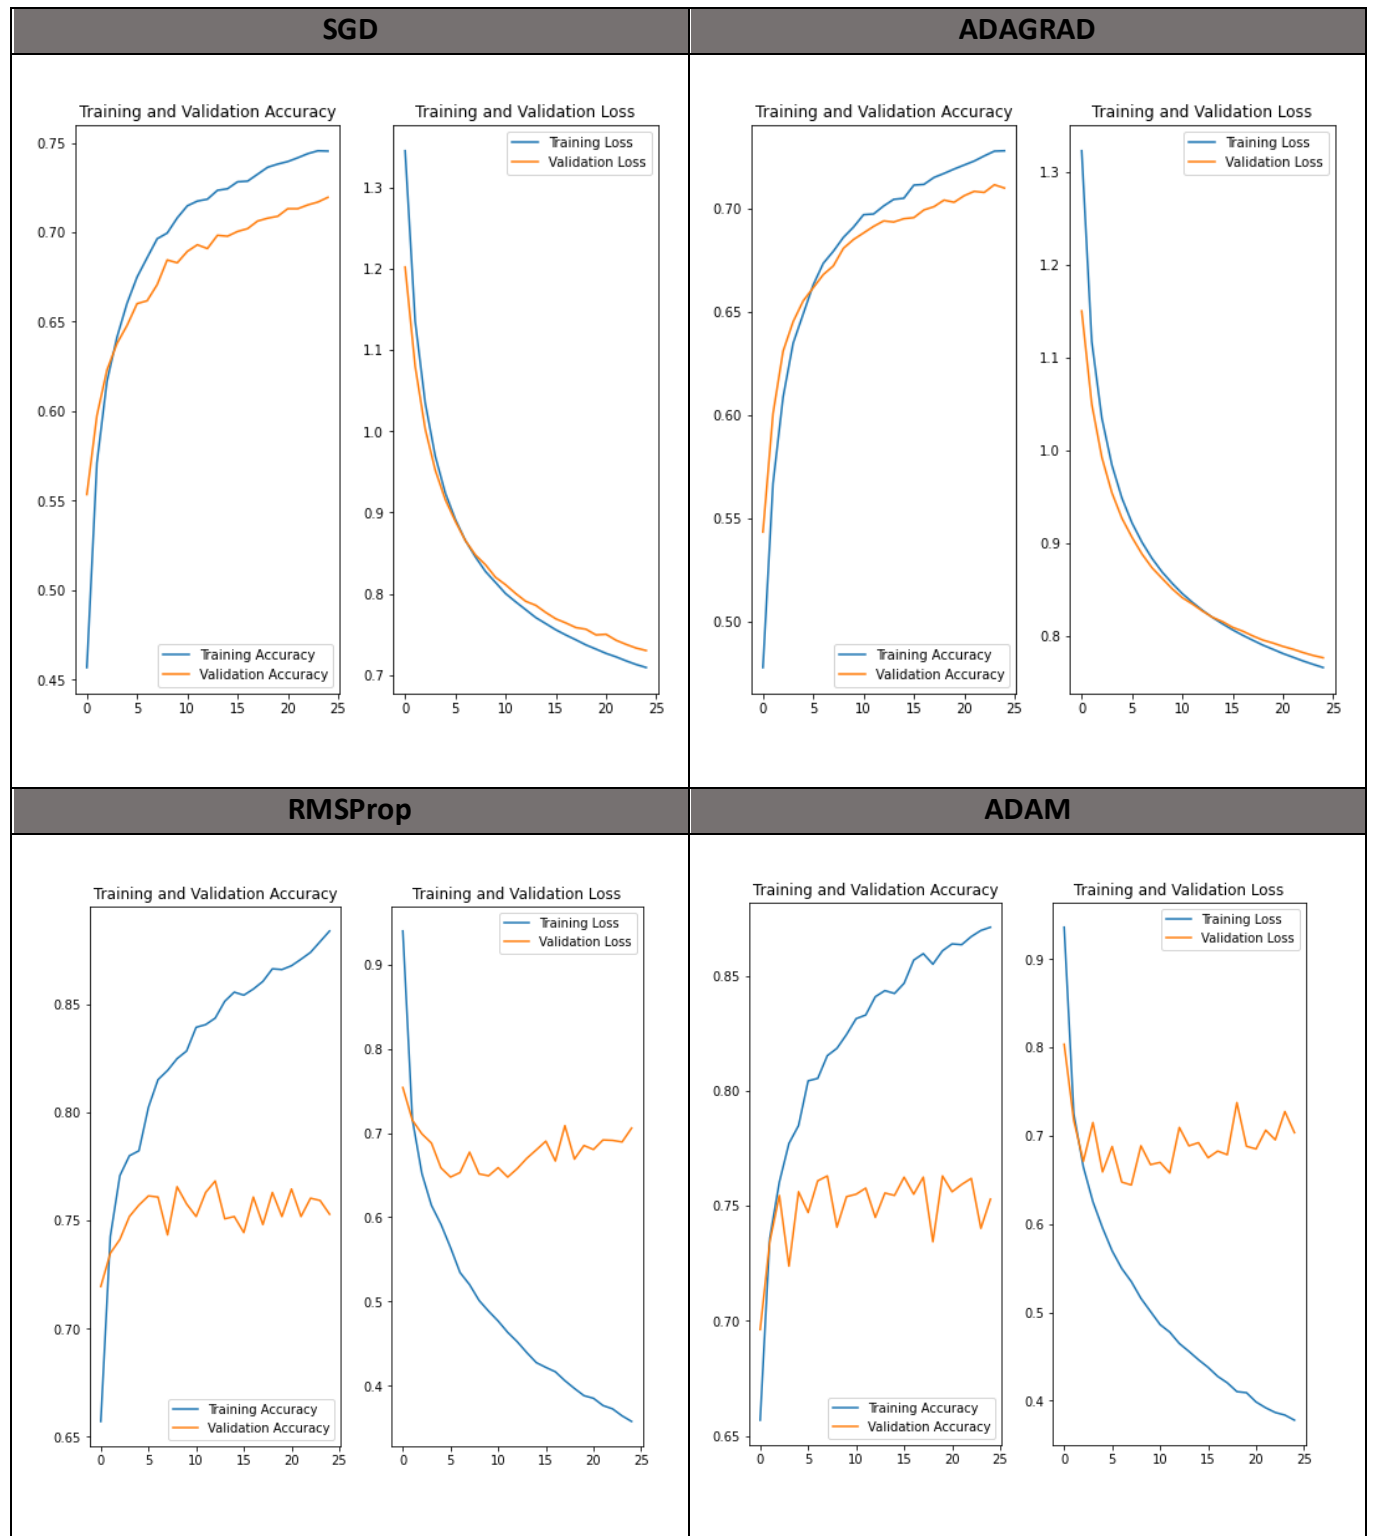 SGD
ADAGRAD
Training and Validation Accuracy
Training and Validation Loss
0.75
0.70
0.65
0.60
0.55
0.50
0.45
Training Accuracy
Validation Accuracy
0 5 10 15 20 25
1.3
1.2
1.1
1.0
0.9
0.8
0.7
Training Loss
Validation Loss
0 5 10 15 20 25
Training and Validation Accuracy
Training and Validation Loss
0.70
0.65
0.60
0.55
0.50
Training Accuracy
Validation Accuracy
0 5 10 15 20 25
1.3
1.2
1.1
1.0
0.9
0.8
Training Loss
Validation Loss
0 5 10 15 20 25
RMSProp
ADAM
Training and Validation Accuracy
Training and Validation Loss
0.85
0.80
0.75
0.70
0.65
Training Accuracy
Validation Accuracy
0 5 10 15 20 25
0.9
0.8
0.7
0.6
0.5
0.4
Training Loss
Validation Loss
0 5 10 15 20 25
Training and Validation Accuracy
Training and Validation Loss
0.85
0.80
0.75
0.70
0.65
Training Accuracy
Validation Accuracy
0 5 10 15 20 25
0.9
0.8
0.7
0.6
0.5
0.4
Training Loss
Validation Loss
0 5 10 15 20 25